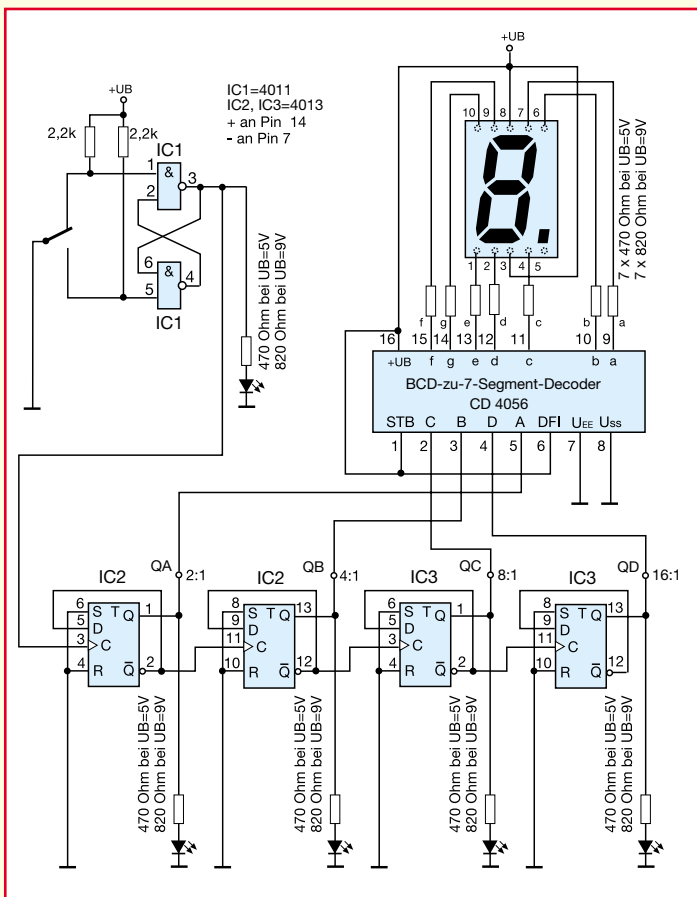 +UB
IC1=4011
IC2, IC3=4013
+ an Pin 14
- an Pin 7
2,2k
2,2k
IC1
1
2
&
3
6
5
&
4
IC1
470 Ohm bei UB=5V
820 Ohm bei UB=9V
+UB
10 9 8 7 6
1 2 3 4 5
7 x 470 Ohm bei UB=5V
7 x 820 Ohm bei UB=9V
f g e d c b a
16 15 14 13 12 11 10 9
+UB f g e d c b a
BCD-zu-7-Segment-Decoder
CD 4056
STB C B D A DFI UEE USS
1 2 3 4 5 6 7 8
QA 2:1
QB 4:1
QC 8:1
QD 16:1
IC2
IC2
IC3
IC3
6 S T Q 1
5 D
3 C
4 R Q̅ 2
8 S T Q 13
9 D
11 C
10 R Q̅ 12
6 S T Q 1
5 D
3 C
4 R Q̅ 2
8 S T Q 13
9 D
11 C
10 R Q̅ 12
470 Ohm bei UB=5V
820 Ohm bei UB=9V
470 Ohm bei UB=5V
820 Ohm bei UB=9V
470 Ohm bei UB=5V
820 Ohm bei UB=9V
470 Ohm bei UB=5V
820 Ohm bei UB=9V